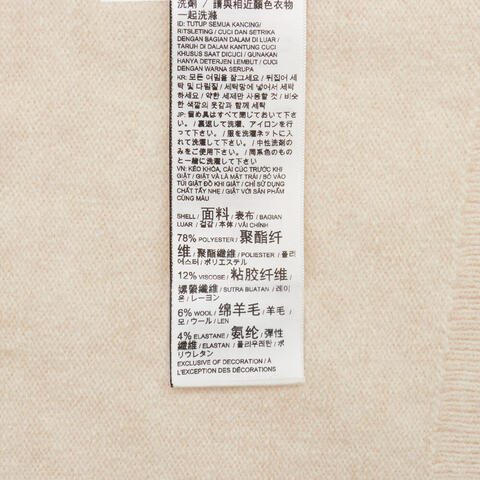 洗劑 / 請與相近顏色衣物
一起洗滌
ID: TUTUP SEMUA KANCING/
RITSLETING / CUCI DAN SETRIKA
DENGAN BAGIAN DALAM DI LUAR /
TARUH DI DALAM KANTUNG CUCI
KHUSUS SAAT DICUCI / GUNAKAN
HANYA DETERJEN LEMBUT / CUCI
DENGAN WARNA SERUPA
KR: 모든 여밈을 잠그세요 / 뒤집어 세
탁 및 다림질 / 세탁망에 넣어서 세탁
하세요 / 약한 세제만 사용할 것 / 비슷
한 색깔의 옷감과 함께 세탁
JP: 留め具はすべて閉じておいて下さ
い。/ 裏返して洗濯、アイロンを行
って下さい。/ 服を洗濯ネットに入
れて洗濯して下さい。/ 中性洗剤の
みをご使用下さい。/ 同系色のもの
と一緒に洗濯して下さい
VN: KÉO KHÓA, CÀI CÚC TRƯỚC KHI
GIẶT / GIẶT VÀ LÀ MẶT TRÁI / BỎ VÀO
TÚI GIẶT ĐỒ KHI GIẶT / CHỈ SỬ DỤNG
CHẤT TẨY NHẸ / GIẶT VỚI SẢN PHẨM
CÙNG MÀU
SHELL / 面料 / 表布 / BAGIAN
LUAR / 겉감 / 本体 / VẢI CHÍNH
78% POLYESTER / 聚酯纤
维 / 聚酯纖維 / POLIESTER / 폴리
에스터 / ポリエステル
12% VISCOSE / 粘胶纤维 /
嫘縈纖維 / SUTRA BUATAN / 레이
온 / レーヨン
6% WOOL / 绵羊毛 / 羊毛 /
모 / ウール / LEN
4% ELASTANE / 氨纶 / 彈性
纖維 / ELASTAN / 폴리우레탄 / ポ
リウレタン
EXCLUSIVE OF DECORATION / À
L'EXCEPTION DES DÉCORATIONS